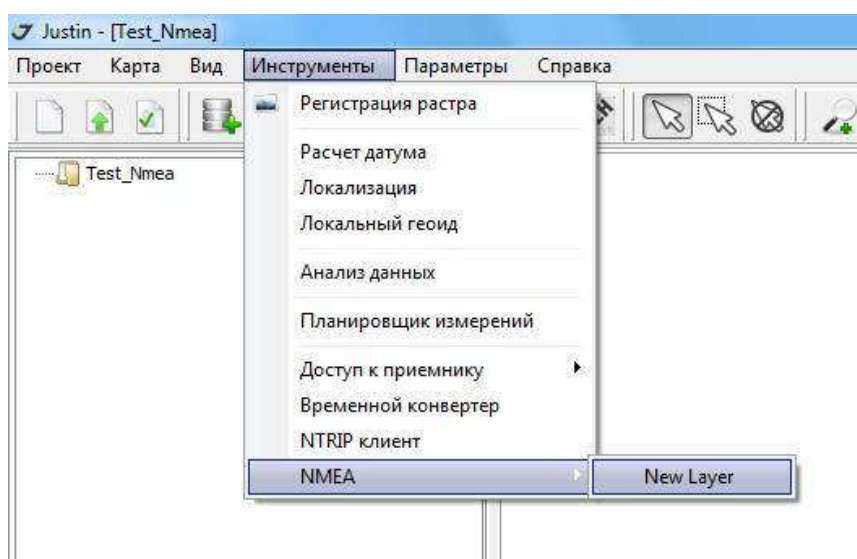 Justin - [Test_Nmea]
Проект Карта Вид Инструменты Параметры Справка
Регистрация растра
Test_Nmea
Расчет датума
Локализация
Локальный геоид
Анализ данных
Планировщик измерений
Доступ к приемнику
Временной конвертер
NTRIP клиент
NMEA
New Layer